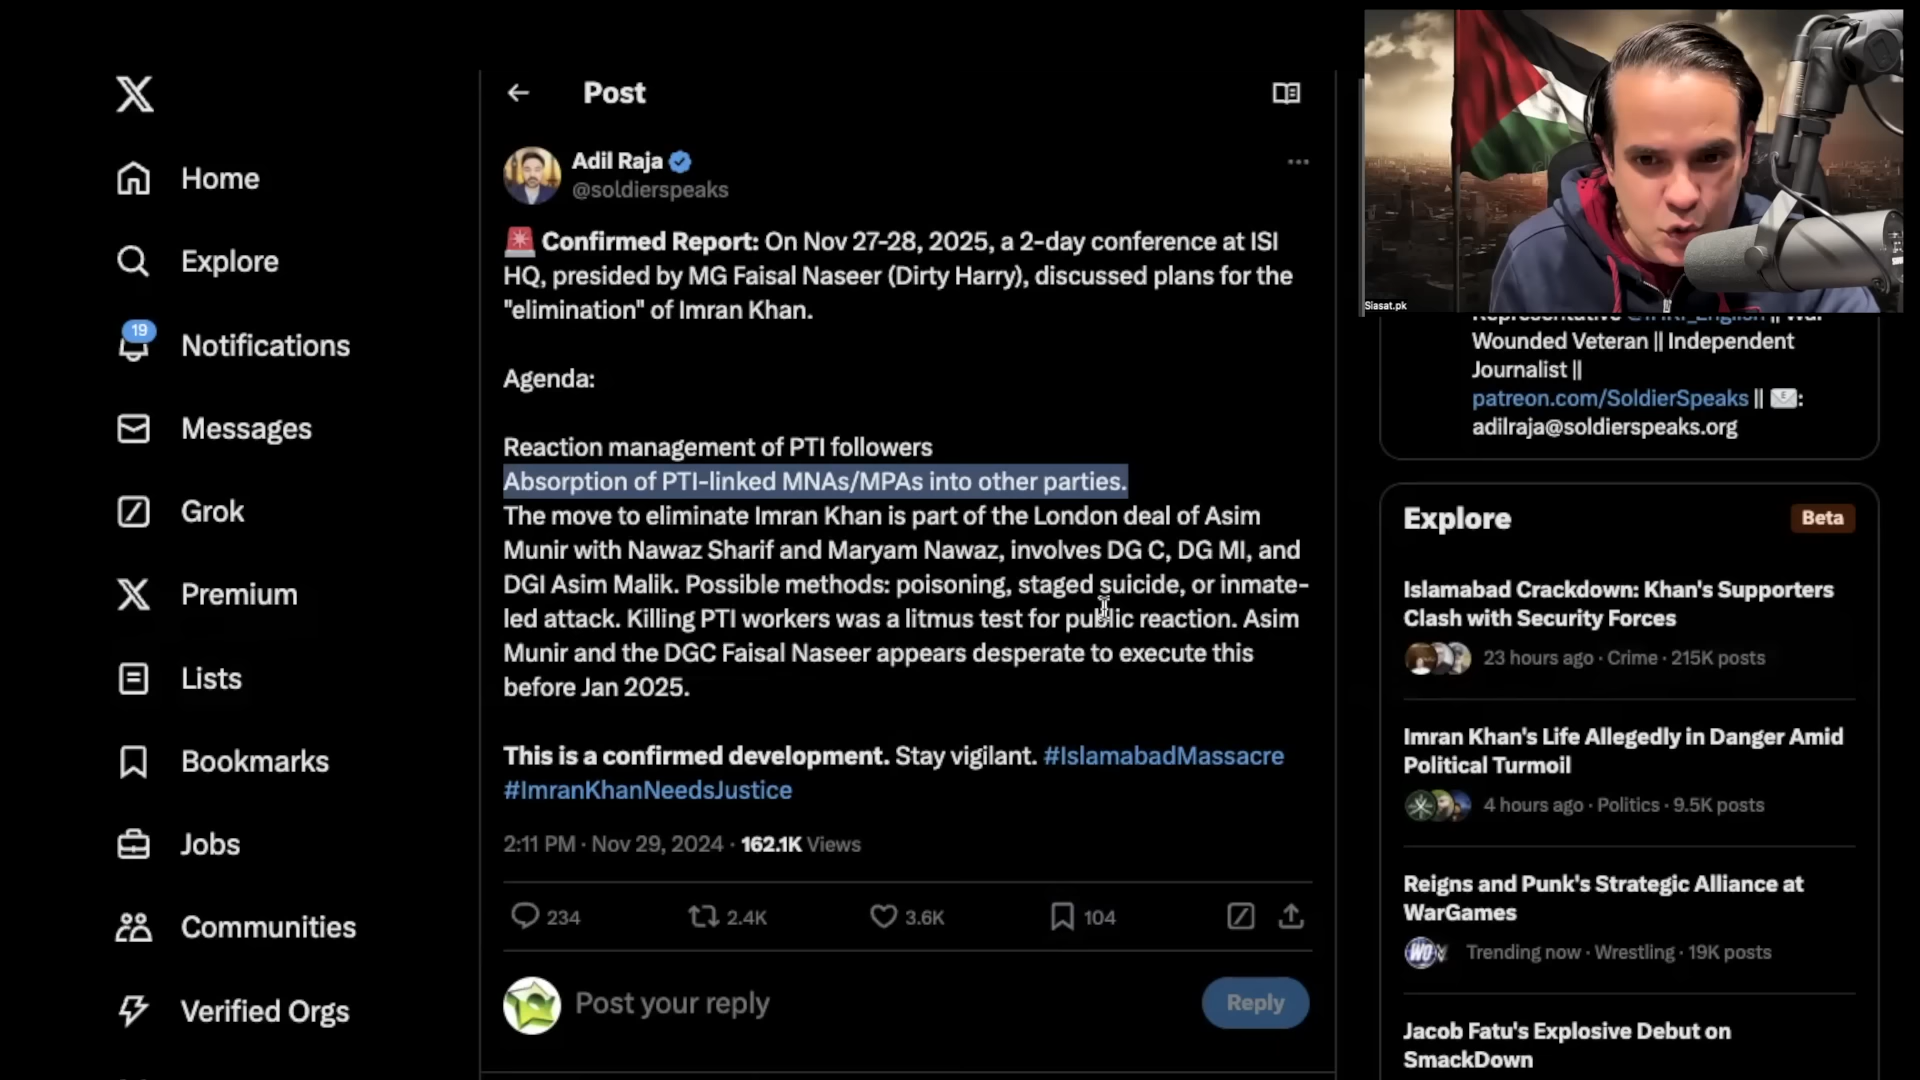 Home
Explore
19
Notifications
Messages
Grok
Premium
Lists
Bookmarks
Jobs
Communities
Verified Orgs
Post
Adil Raja
@soldierspeaks
🚨 Confirmed Report: On Nov 27-28, 2025, a 2-day conference at ISI
HQ, presided by MG Faisal Naseer (Dirty Harry), discussed plans for the
"elimination" of Imran Khan.
Agenda:
Reaction management of PTI followers
Absorption of PTI-linked MNAs/MPAs into other parties.
The move to eliminate Imran Khan is part of the London deal of Asim
Munir with Nawaz Sharif and Maryam Nawaz, involves DG C, DG MI, and
DGI Asim Malik. Possible methods: poisoning, staged suicide, or inmate-
led attack. Killing PTI workers was a litmus test for public reaction. Asim
Munir and the DGC Faisal Naseer appears desperate to execute this
before Jan 2025.
This is a confirmed development. Stay vigilant. #IslamabadMassacre
#ImranKhanNeedsJustice
2:11 PM · Nov 29, 2024 · 162.1K Views
234
2.4K
3.6K
104
Post your reply
Reply
Siasat.pk
Wounded Veteran || Independent
Journalist ||
patreon.com/SoldierSpeaks || ✉️:
adilraja@soldierspeaks.org
Explore
Beta
Islamabad Crackdown: Khan's Supporters
Clash with Security Forces
23 hours ago · Crime · 215K posts
Imran Khan's Life Allegedly in Danger Amid
Political Turmoil
4 hours ago · Politics · 9.5K posts
Reigns and Punk's Strategic Alliance at
WarGames
Trending now · Wrestling · 19K posts
Jacob Fatu's Explosive Debut on
SmackDown